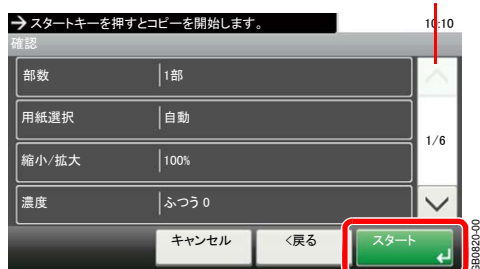 → スタートキーを押すとコピーを開始します。 10:10
確認
部数 1部
用紙選択 自動
1/6
縮小/拡大 100%
濃度 ふつう 0
キャンセル <戻る スタート
GB0820-00